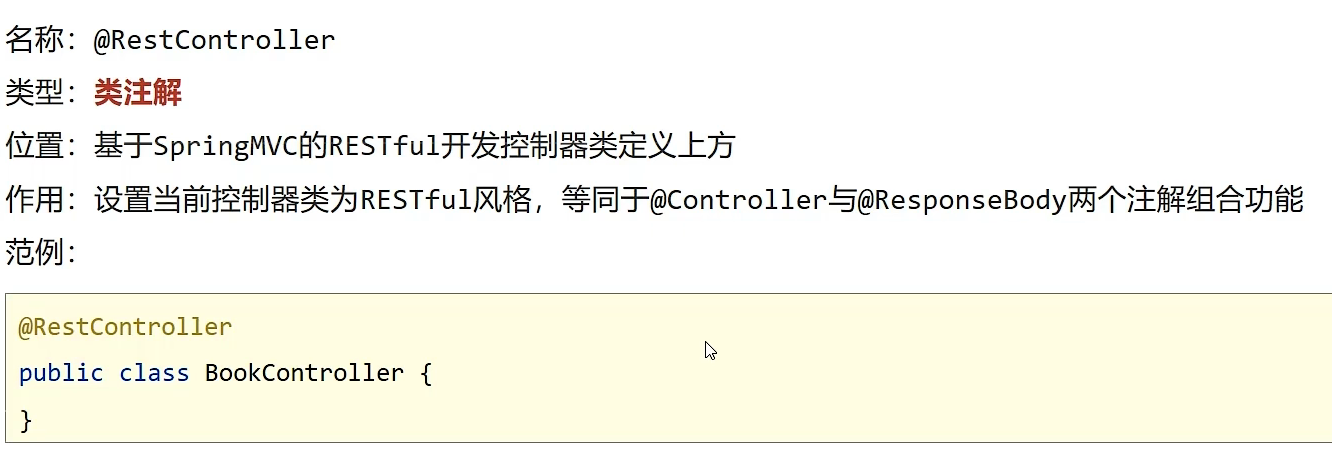 名称：@RestController
类型：类注解
位置：基于SpringMVC的RESTful开发控制器类定义上方
作用：设置当前控制器类为RESTful风格，等同于@Controller与@ResponseBody两个注解组合功能
范例：
@RestController
public class BookController {
}